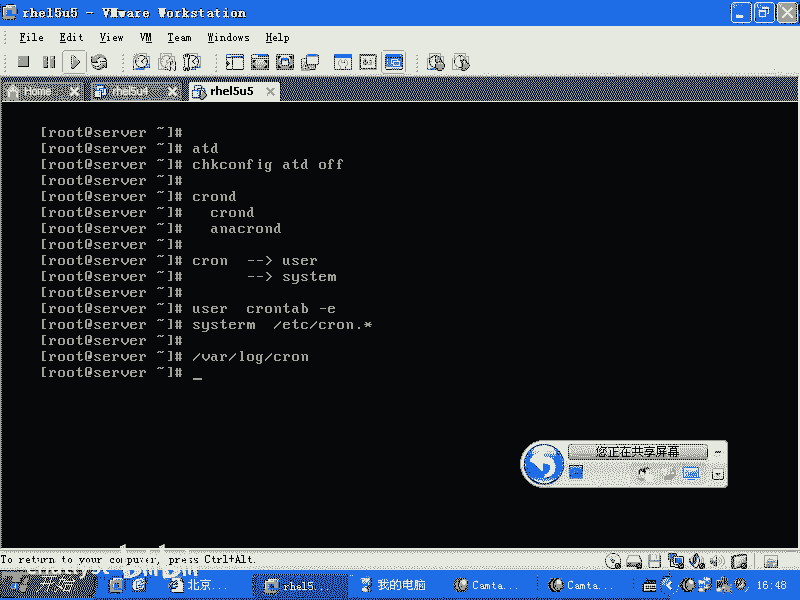 rhel5u5 - VMware Workstation
File Edit View VM Team Windows Help
Home rhel5u4 rhel5u5
[root@server ~]#
[root@server ~]# atd
[root@server ~]# chkconfig atd off
[root@server ~]#
[root@server ~]# crond
[root@server ~]#   crond
[root@server ~]#   anacrond
[root@server ~]#
[root@server ~]# cron  --> user
[root@server ~]#       --> system
[root@server ~]#
[root@server ~]# user  crontab -e
[root@server ~]# systerm  /etc/cron.*
[root@server ~]#
[root@server ~]# /var/log/cron
[root@server ~]# _
您正在共享屏幕
To return to your computer, press Ctrl+Alt.
bilibili
开始 北京... rhel5... 我的电脑 Camta... Camta... 16:48